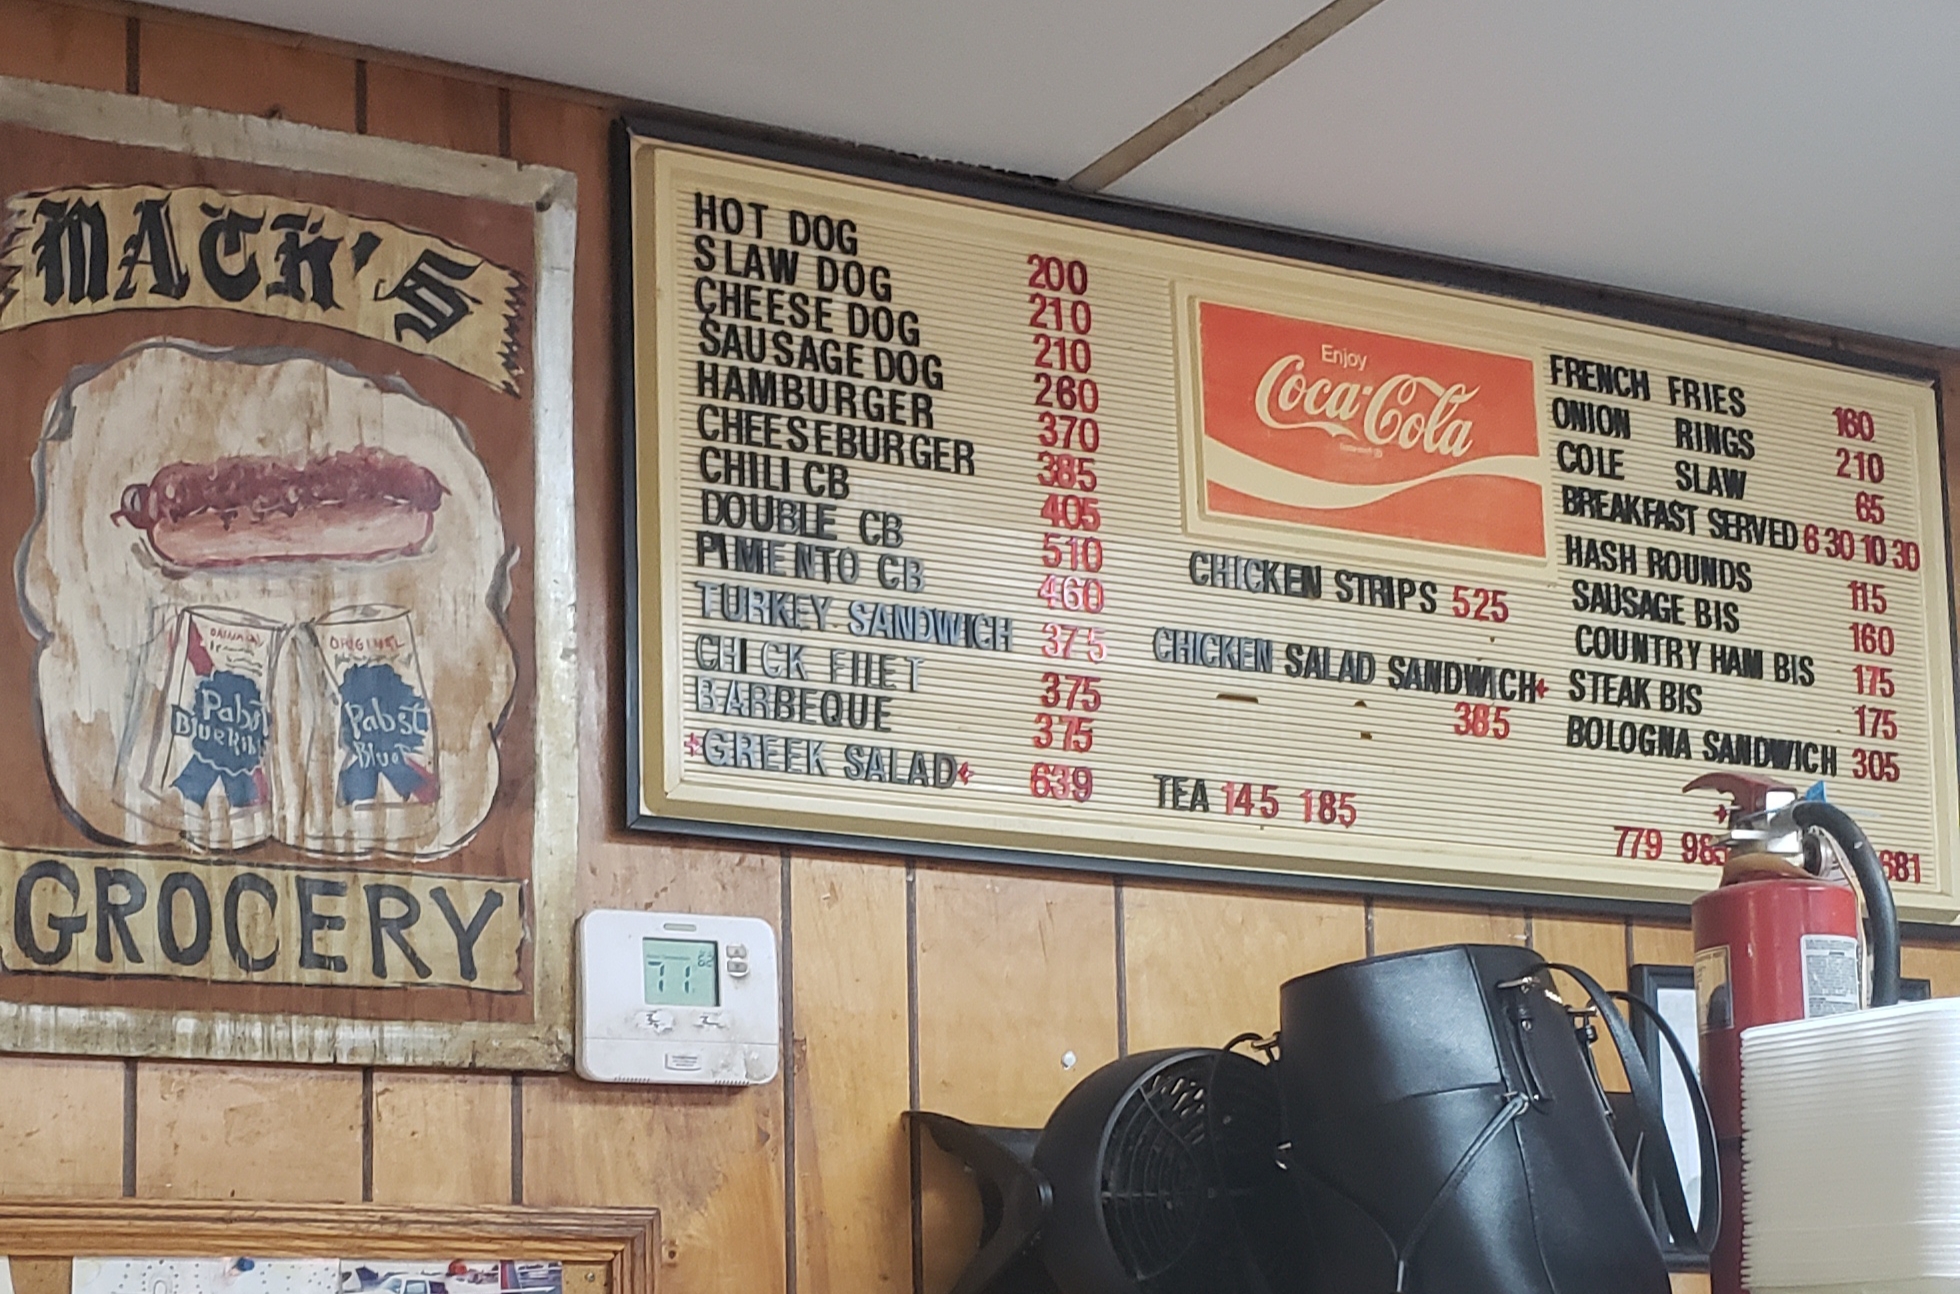 MACK'S
ORIGINAL
Pabst
Blue Ribb
ORIGINEL
Pabst
Blue
GROCERY
HOT DOG 200
SLAW DOG 210
CHEESE DOG 210
SAUSAGE DOG 260
HAMBURGER 370
CHEESEBURGER 385
CHILI CB 405
DOUBLE CB 510
PIMENTO CB 460
TURKEY SANDWICH 375
CHICK FIIET 375
BARBEQUE 375
GREEK SALAD 639
Enjoy
Coca-Cola
CHICKEN STRIPS 525
CHICKEN SALAD SANDWICH
385
TEA 145 185
FRENCH FRIES 160
ONION RINGS 210
COLE SLAW 65
BREAKFAST SERVED 6 30 10 30
HASH ROUNDS 115
SAUSAGE BIS 160
COUNTRY HAM BIS 175
STEAK BIS 175
BOLOGNA SANDWICH 305
779
681
71